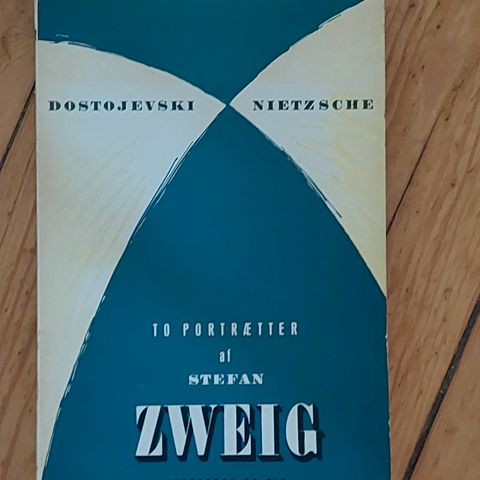 DOSTOJEVSKI NIETZSCHE
TO PORTRÆTTER
af
STEFAN
ZWEIG